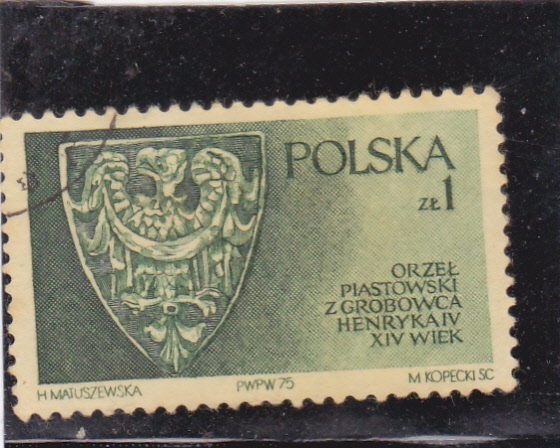 POLSKA
ZŁ 1
ORZEŁ
PIASTOWSKI
Z GROBOWCA
HENRYKA IV
XIV WIEK
H MATUSZEWSKA PWPW 75 M KOPECKI SC